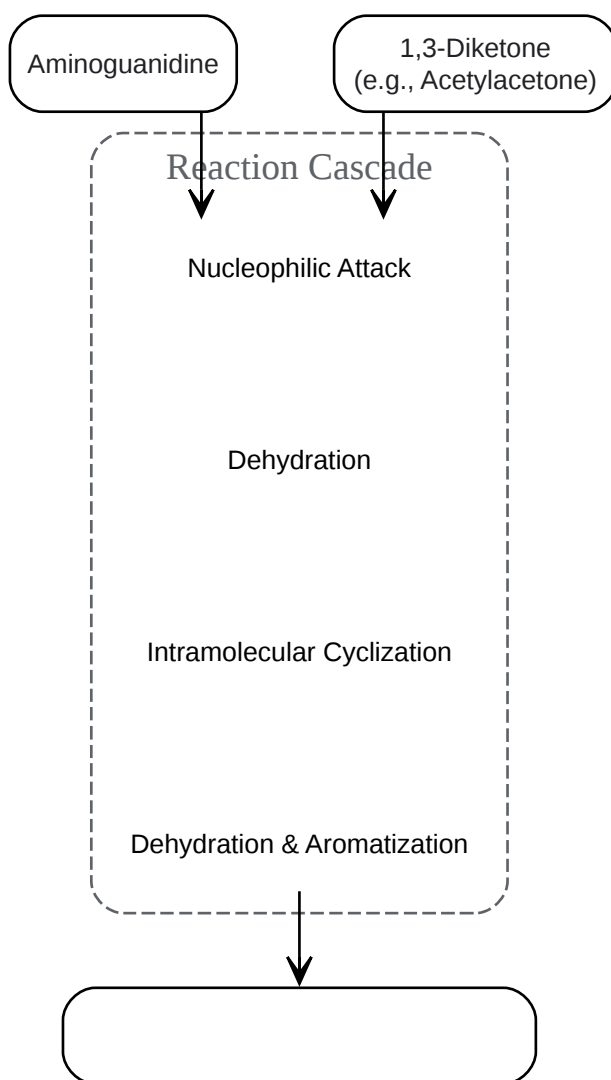 Aminoguanidine
1,3-Diketone
(e.g., Acetylacetone)
Reaction Cascade
Nucleophilic Attack
Dehydration
Intramolecular Cyclization
Dehydration & Aromatization